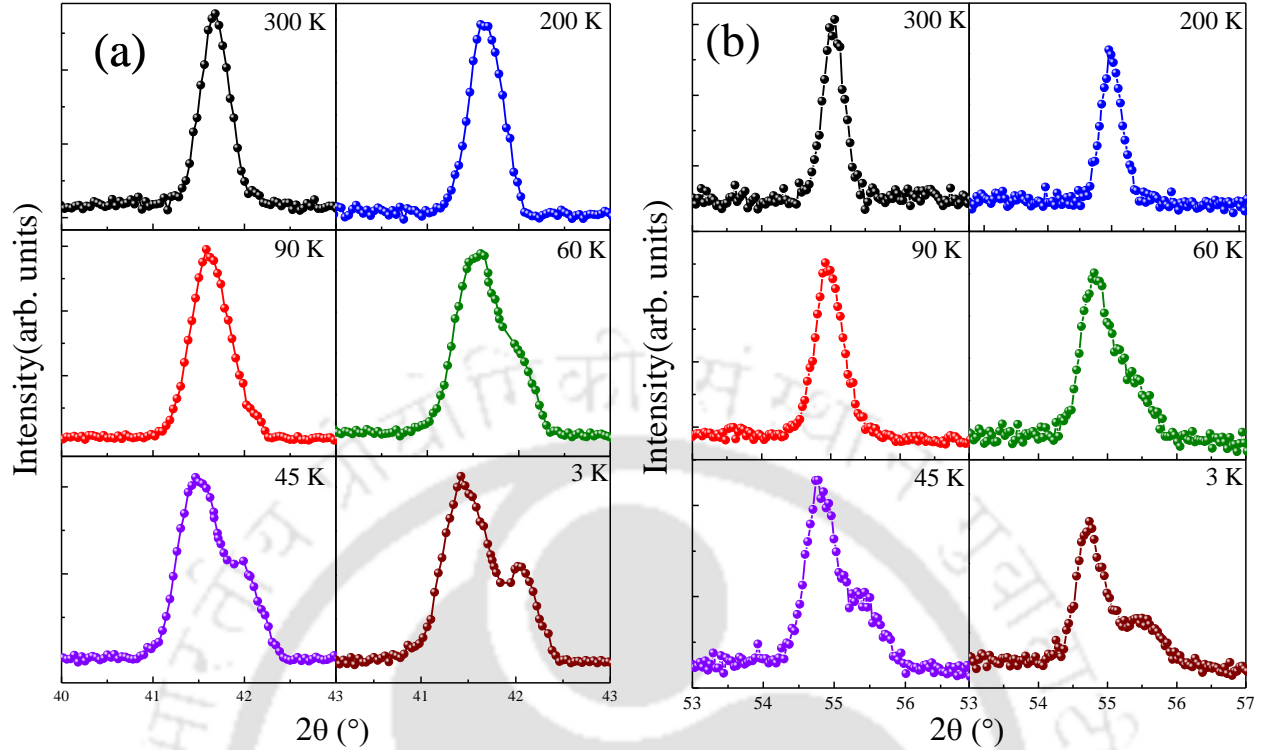 (a)
300 K
200 K
90 K
60 K
45 K
3 K
Intensity(arb. units)
40
41
42
43
41
42
43
2θ (°)
(b)
300 K
200 K
90 K
60 K
45 K
3 K
Intensity(arb. units)
53
54
55
56
53
54
55
56
57
2θ (°)